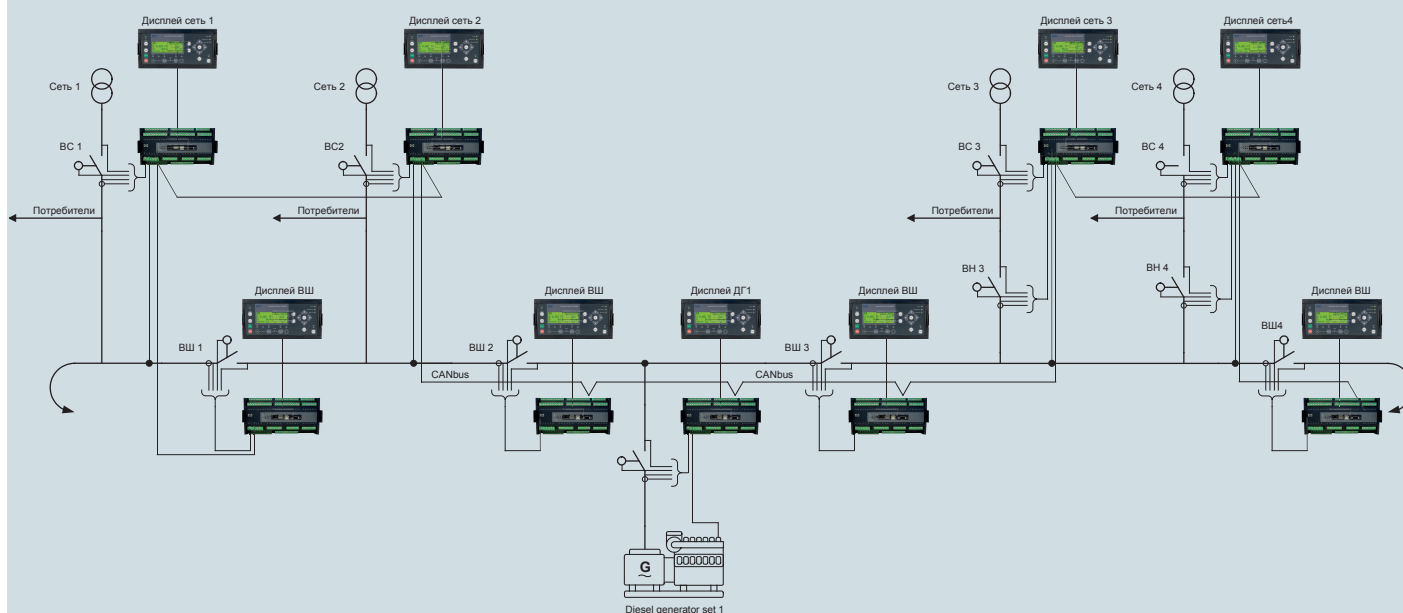 Дисплей сеть 1
Дисплей сеть 2
Дисплей сеть 3
Дисплей сеть4
Сеть 1
Сеть 2
Сеть 3
Сеть 4
ВС 1
ВС2
ВС 3
ВС 4
Потребители
Потребители
Потребители
Потребители
ВН 3
ВН 4
Дисплей ВШ
Дисплей ВШ
Дисплей ДГ1
Дисплей ВШ
Дисплей ВШ
ВШ 1
ВШ 2
ВШ 3
ВШ4
CANbus
CANbus
G
Diesel generator set 1